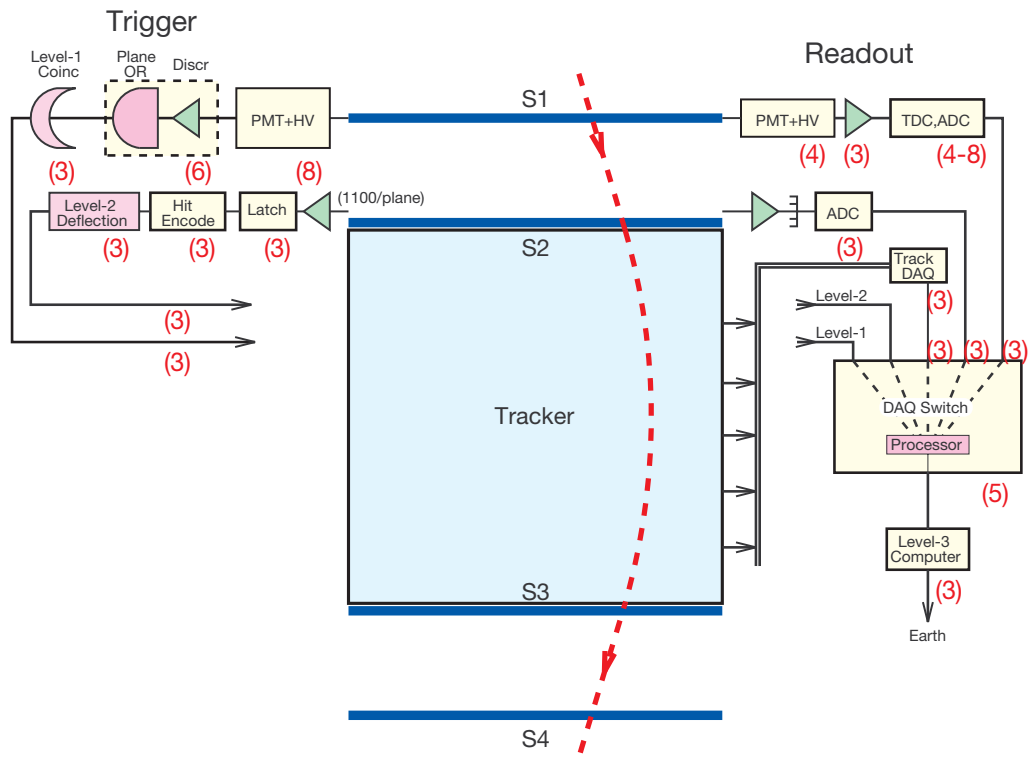 Trigger
Readout
Level-1
Coinc
Plane
OR
Discr
PMT+HV
S1
PMT+HV
TDC,ADC
(3)
(6)
(8)
(4)
(3)
(4-8)
Level-2
Deflection
Hit
Encode
Latch
(1100/plane)
ADC
(3)
(3)
(3)
(3)
S2
Track
DAQ
(3)
(3)
(3)
Level-2
Level-1
(3)
(3)
(3)
Tracker
DAQ Switch
Processor
(5)
Level-3
Computer
(3)
S3
Earth
S4